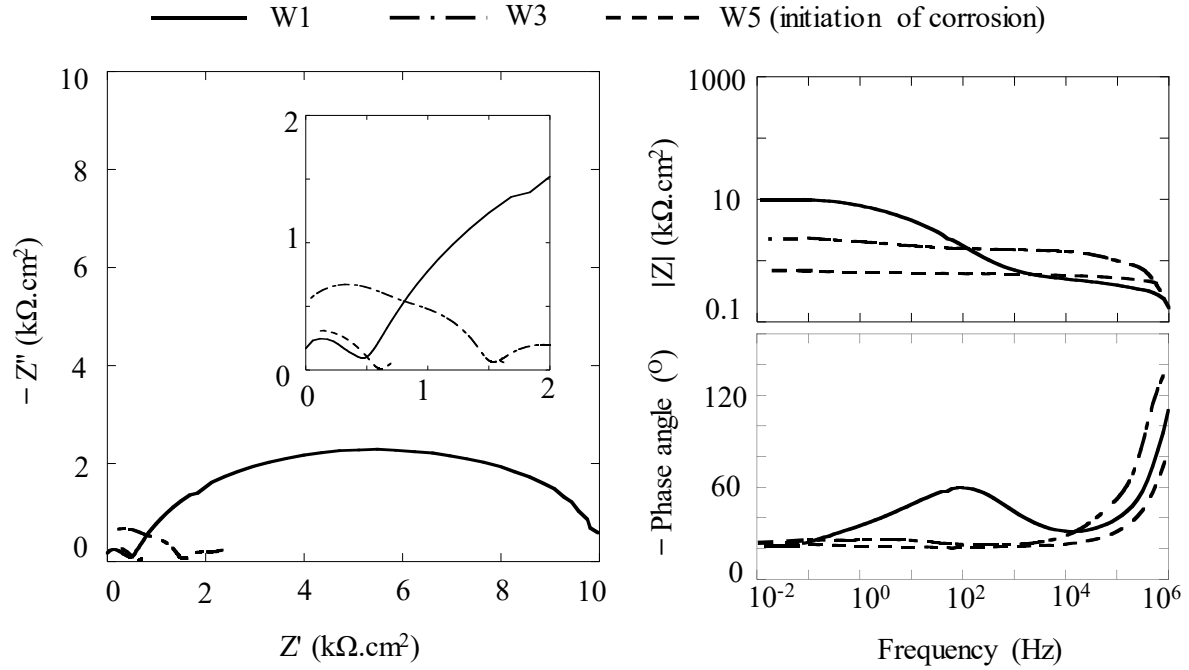 W1 W3 W5 (initiation of corrosion)
10
8
6
4
2
0
− Z" (kΩ.cm²)
0 2 4 6 8 10
Z' (kΩ.cm²)
2
1
0
0 1 2
1000
10
0.1
|Z| (kΩ.cm²)
120
60
0
− Phase angle (O)
10⁻² 10⁰ 10² 10⁴ 10⁶
Frequency (Hz)